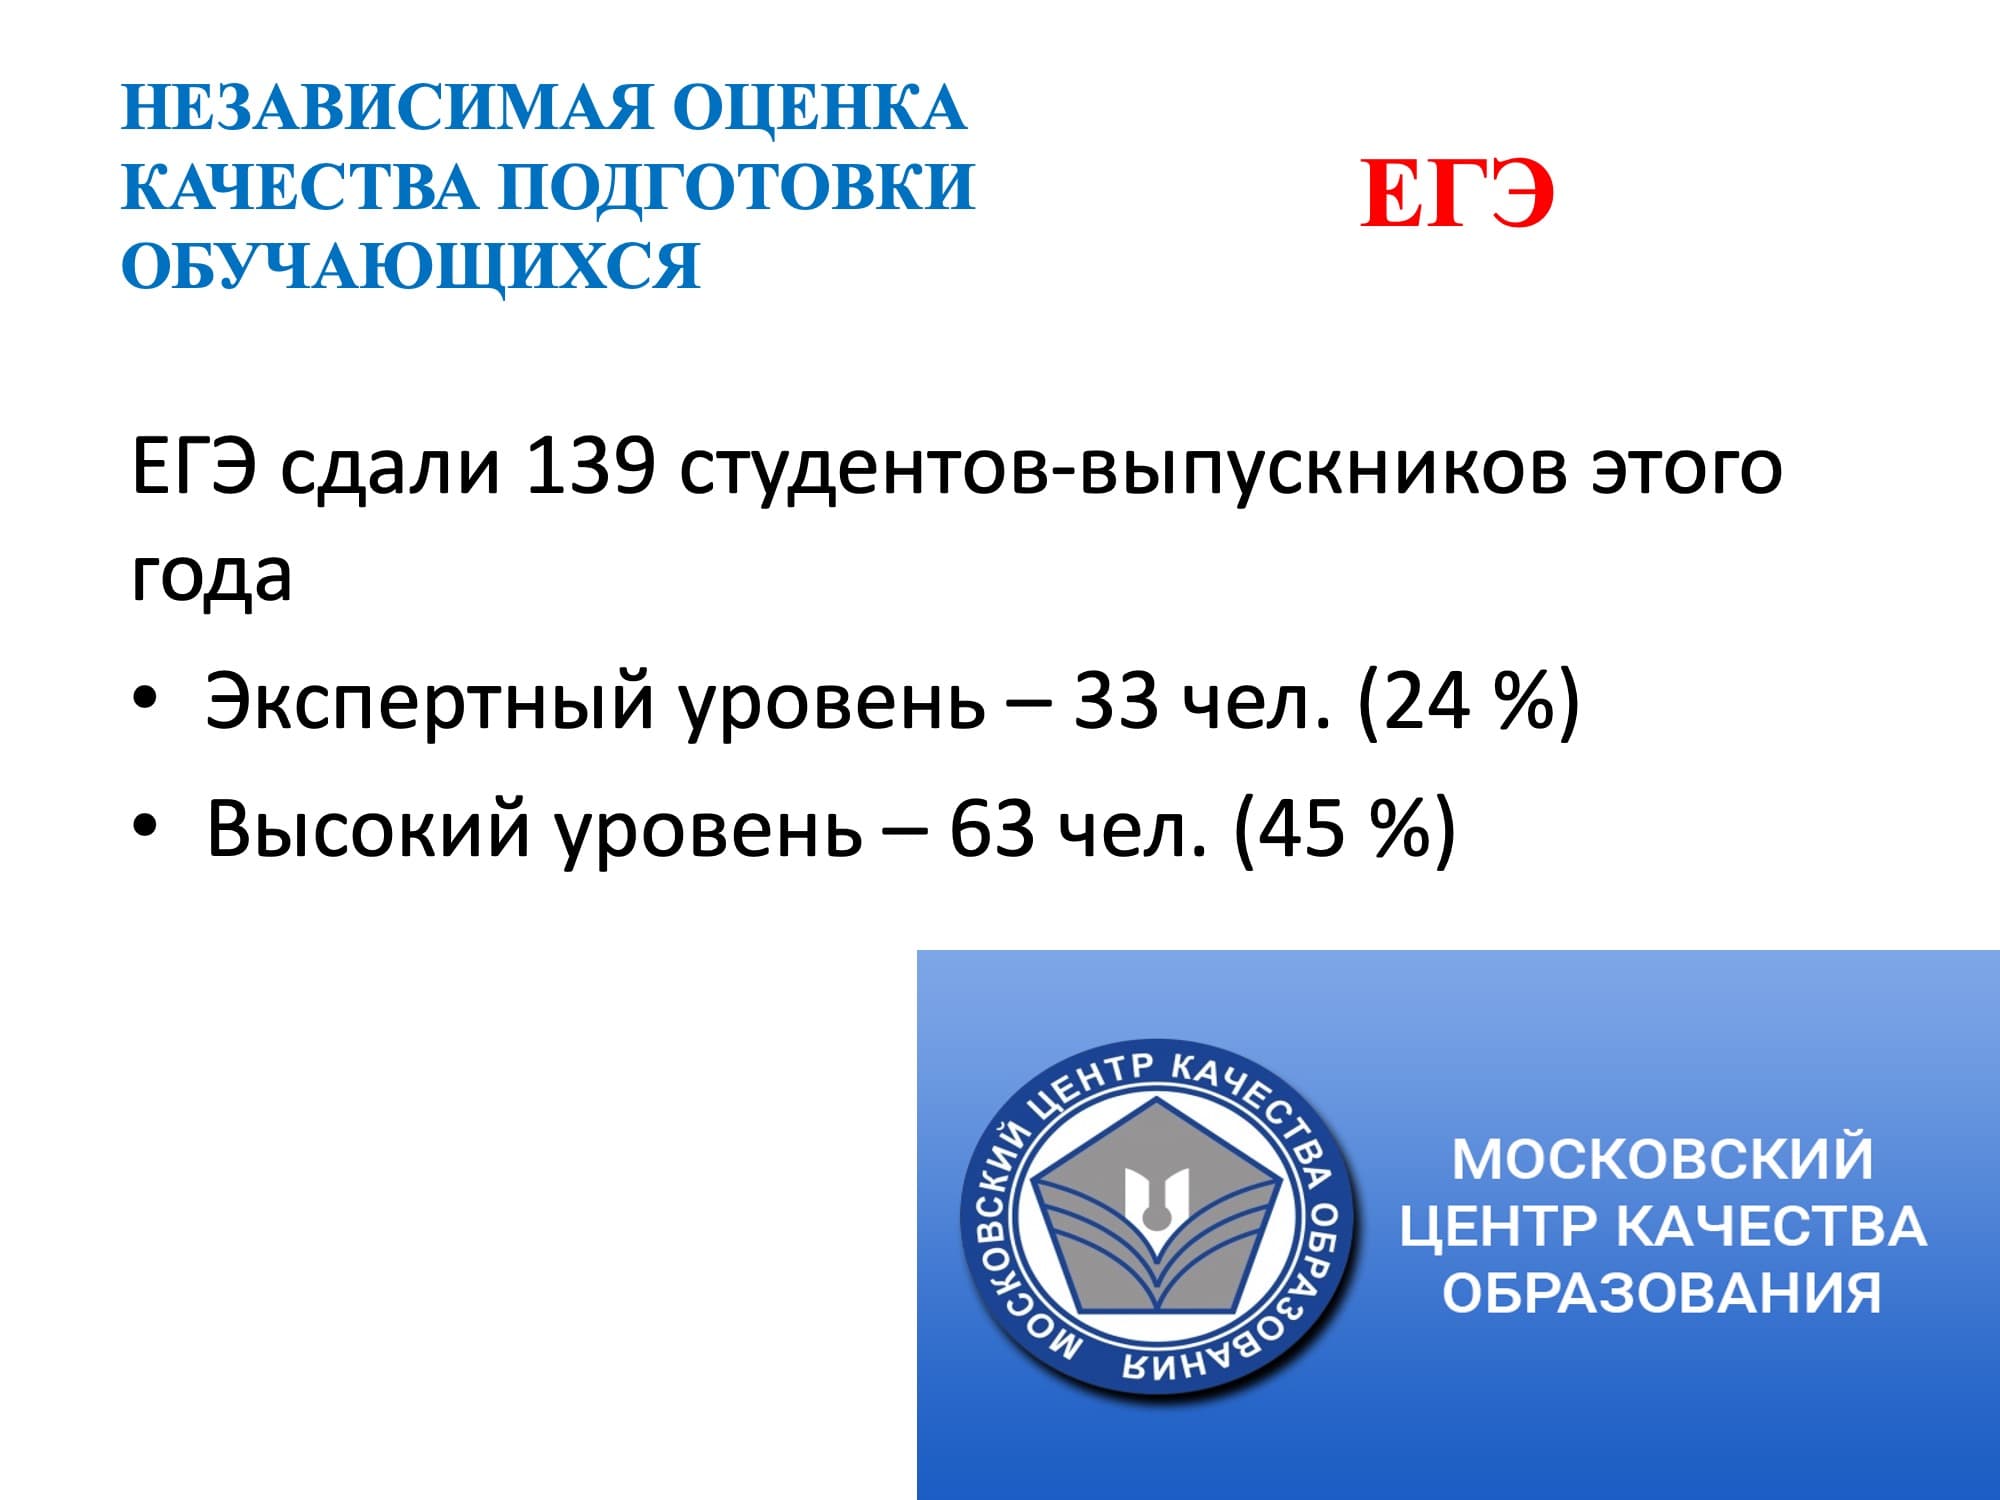 НЕЗАВИСИМАЯ ОЦЕНКА
КАЧЕСТВА ПОДГОТОВКИ
ОБУЧАЮЩИХСЯ
ЕГЭ
ЕГЭ сдали 139 студентов-выпускников этого
года
• Экспертный уровень – 33 чел. (24 %)
• Высокий уровень – 63 чел. (45 %)
МОСКОВСКИЙ ЦЕНТР КАЧЕСТВА ОБРАЗОВАНИЯ
МОСКОВСКИЙ
ЦЕНТР КАЧЕСТВА
ОБРАЗОВАНИЯ